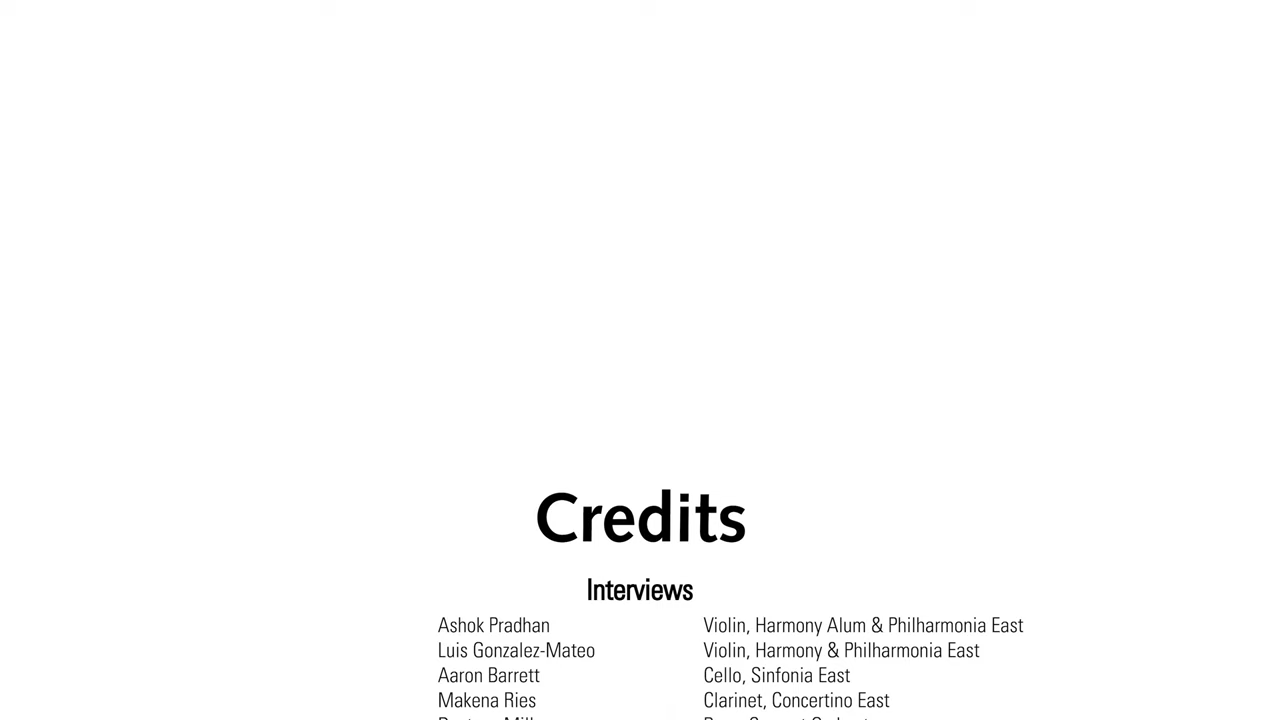 Credits
Interviews
Ashok Pradhan Violin, Harmony Alum & Philharmonia East
Luis Gonzalez-Mateo Violin, Harmony & Philharmonia East
Aaron Barrett Cello, Sinfonia East
Makena Ries Clarinet, Concertino East